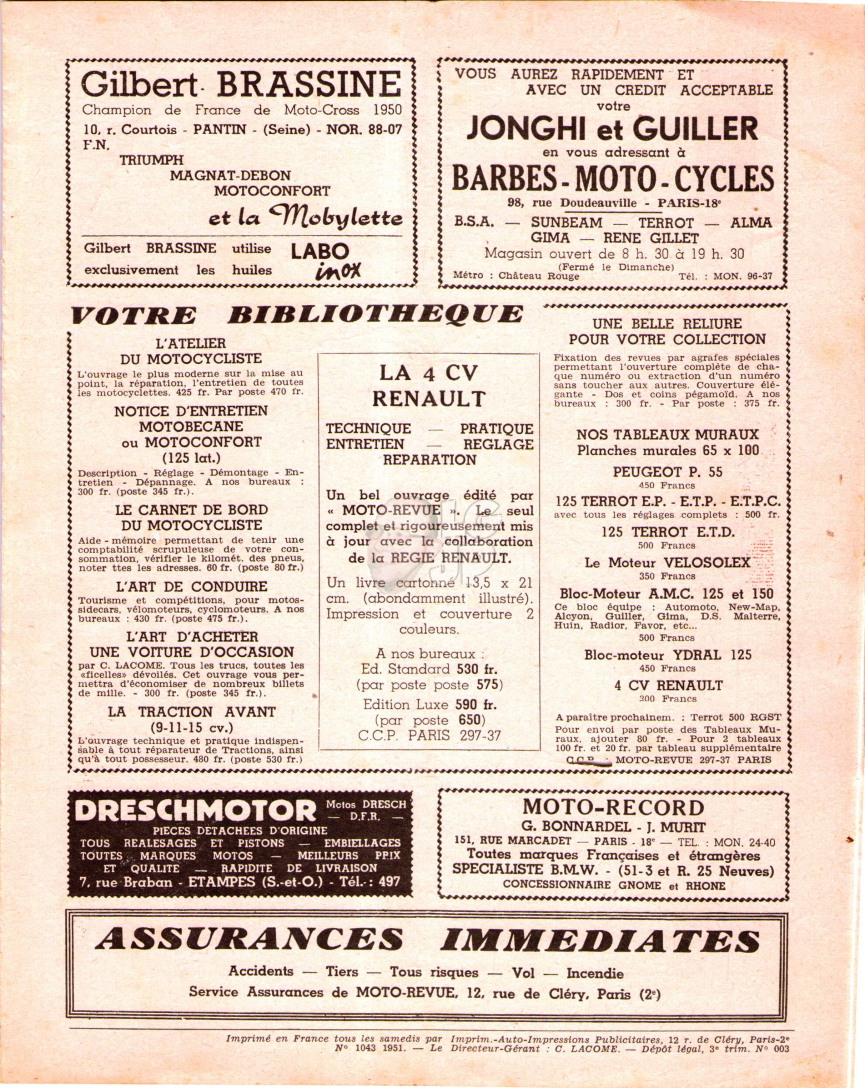 Gilbert BRASSINE
Champion de France de Moto-Cross 1950
10, r. Courtois - PANTIN - (Seine) - NOR. 88-07
F.N.
TRIUMPH
MAGNAT-DEBON
MOTOCONFORT
et la Mobylette
Gilbert BRASSINE utilise LABO
exclusivement les huiles inox
VOUS AUREZ RAPIDEMENT ET
AVEC UN CREDIT ACCEPTABLE
votre
JONGHI et GUILLER
en vous adressant à
BARBES-MOTO-CYCLES
98, rue Doudeauville - PARIS-18e
B.S.A. — SUNBEAM — TERROT — ALMA
GIMA — RENE GILLET
Magasin ouvert de 8 h. 30 à 19 h. 30
(Fermé le Dimanche)
Métro : Château Rouge Tél. : MON. 96-37
VOTRE BIBLIOTHEQUE
L'ATELIER
DU MOTOCYCLISTE
L'ouvrage le plus moderne sur la mise au
point, la réparation, l'entretien de toutes
les motocyclettes. 425 fr. Par poste 470 fr.
NOTICE D'ENTRETIEN
MOTOBECANE
ou MOTOCONFORT
(125 lat.)
Description - Réglage - Démontage - En-
tretien - Dépannage. A nos bureaux :
300 fr. (poste 345 fr.).
LE CARNET DE BORD
DU MOTOCYCLISTE
Aide - mémoire permettant de tenir une
comptabilité scrupuleuse de votre con-
sommation, vérifier le kilomét. des pneus,
noter ttes les adresses. 60 fr. (poste 80 fr.)
L'ART DE CONDUIRE
Tourisme et compétitions, pour motos-
sidecars, vélomoteurs, cyclomoteurs. A nos
bureaux : 430 fr. (poste 475 fr.).
L'ART D'ACHETER
UNE VOITURE D'OCCASION
par C. LACOME. Tous les trucs, toutes les
«ficelles» dévoilés. Cet ouvrage vous per-
mettra d'économiser de nombreux billets
de mille. - 300 fr. (poste 345 fr.).
LA TRACTION AVANT
(9-11-15 cv.)
L'ouvrage technique et pratique indispen-
sable à tout réparateur de Tractions, ainsi
qu'à tout possesseur. 480 fr. (poste 530 fr.)
LA 4 CV
RENAULT
TECHNIQUE — PRATIQUE
ENTRETIEN — REGLAGE
REPARATION
Un bel ouvrage édité par
« MOTO-REVUE ». Le seul
complet et rigoureusement mis
à jour avec la collaboration
de la REGIE RENAULT.
Un livre cartonné 13,5 x 21
cm. (abondamment illustré).
Impression et couverture 2
couleurs.
A nos bureaux :
Ed. Standard 530 fr.
(par poste poste 575)
Edition Luxe 590 fr.
(par poste 650)
C.C.P. PARIS 297-37
UNE BELLE RELIURE
POUR VOTRE COLLECTION
Fixation des revues par agrafes spéciales
permettant l'ouverture complète de cha-
que numéro ou extraction d'un numéro
sans toucher aux autres. Couverture élé-
gante - Dos et coins pégamoïd. A nos
bureaux : 300 fr. - Par poste : 375 fr.
NOS TABLEAUX MURAUX
Planches murales 65 x 100
PEUGEOT P. 55
450 Francs
125 TERROT E.P. - E.T.P. - E.T.P.C.
avec tous les réglages complets : 500 fr.
125 TERROT E.T.D.
500 Francs
Le Moteur VELOSOLEX
350 Francs
Bloc-Moteur A.M.C. 125 et 150
Ce bloc équipe : Automoto, New-Map,
Alcyon, Guiller, Gima, D.S. Malterre,
Huin, Radior, Favor, etc...
500 Francs
Bloc-moteur YDRAL 125
450 Francs
4 CV RENAULT
200 Francs
A paraître prochainem. : Terrot 500 RGST
Pour envoi par poste des Tableaux Mu-
raux, ajouter 80 fr. - Pour 2 tableaux
100 fr. et 20 fr. par tableau supplémentaire
C.C.P. MOTO-REVUE 297-37 PARIS
DRESCHMOTOR Motos DRESCH
— D.F.R. —
PIECES DETACHEES D'ORIGINE
TOUS REALESAGES ET PISTONS — EMBIELLAGES
TOUTES MARQUES MOTOS — MEILLEURS PRIX
ET QUALITE — RAPIDITE DE LIVRAISON
7, rue Braban - ETAMPES (S.-et-O.) - Tél. : 497
MOTO-RECORD
G. BONNARDEL - J. MURIT
151, RUE MARCADET — PARIS - 18e — TEL. : MON. 24-40
Toutes marques Françaises et étrangères
SPECIALISTE B.M.W. - (51-3 et R. 25 Neuves)
CONCESSIONNAIRE GNOME et RHONE
ASSURANCES IMMEDIATES
Accidents — Tiers — Tous risques — Vol — Incendie
Service Assurances de MOTO-REVUE, 12, rue de Cléry, Paris (2e)
Imprimé en France tous les samedis par Imprim.-Auto-Impressions Publicitaires, 12 r. de Cléry, Paris-2e
No 1043 1951. — Le Directeur-Gérant : C. LACOME. — Dépôt légal, 3e trim. No 003